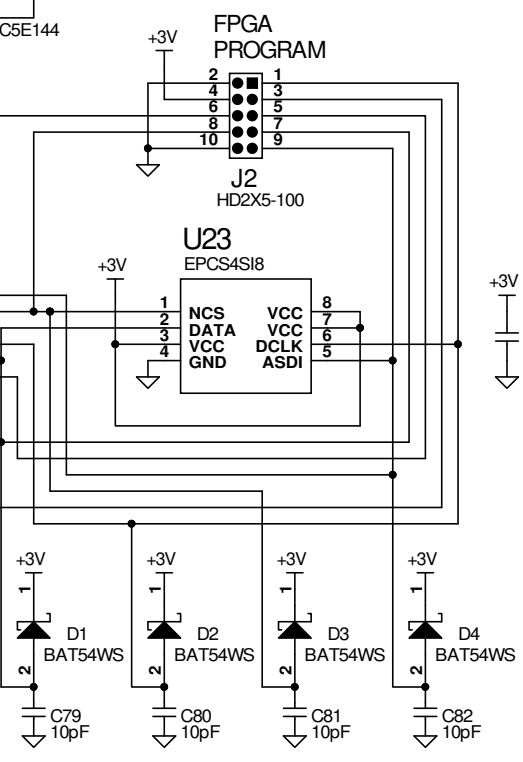 C5E144
+3V
FPGA
PROGRAM
2 1
4 3
6 5
8 7
10 9
J2
HD2X5-100
U23
EPCS4SI8
+3V
+3V
1 NCS VCC 8
2 DATA VCC 7
3 VCC DCLK 6
4 GND ASDI 5
+3V +3V +3V +3V
1 1 1 1
D1 D2 D3 D4
BAT54WS BAT54WS BAT54WS BAT54WS
2 2 2 2
C79 C80 C81 C82
10pF 10pF 10pF 10pF